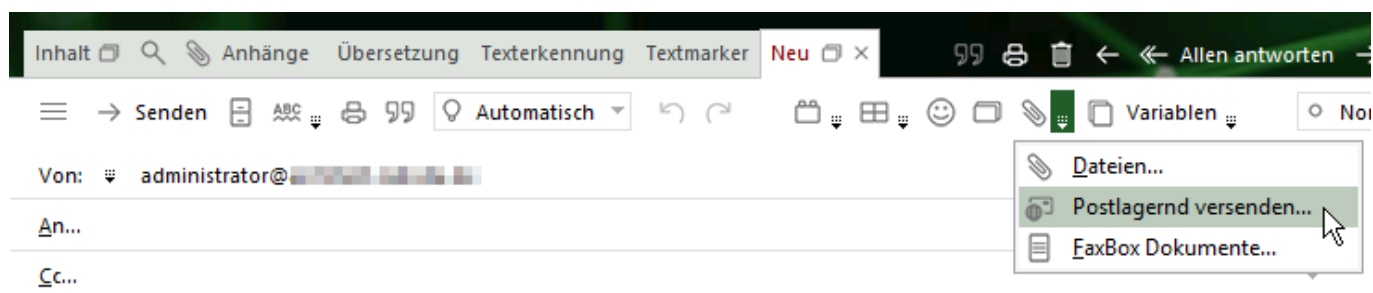 Inhalt Anhänge Übersetzung Texterkennung Textmarker Neu Allen antworten
Senden ABC Automatisch Variablen
Von: administrator@
Dateien...
Postlagernd versenden...
An...
FaxBox Dokumente...
Cc...